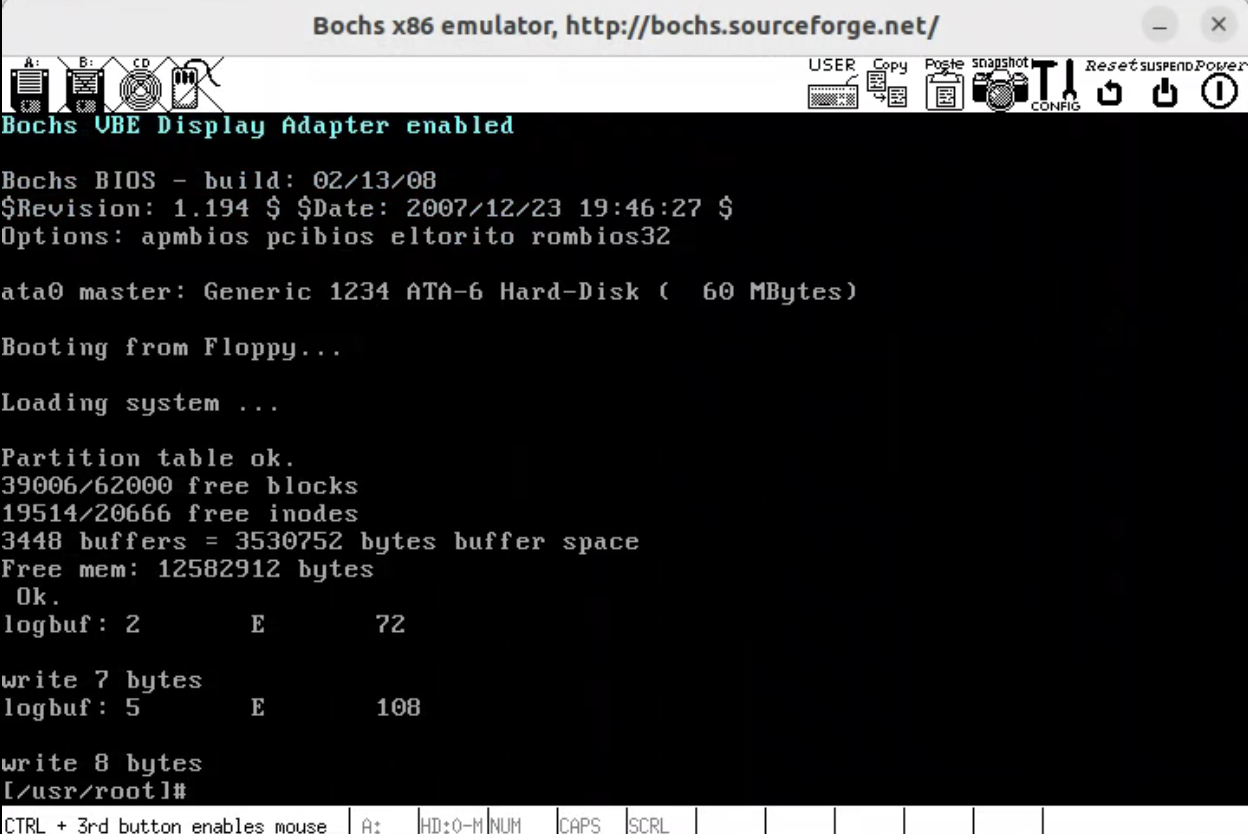 Bochs x86 emulator, http://bochs.sourceforge.net/
A: B: CD USER Copy Paste snapshot CONFIG Reset SUSPEND Power
Bochs VBE Display Adapter enabled
Bochs BIOS - build: 02/13/08
$Revision: 1.194 $ $Date: 2007/12/23 19:46:27 $
Options: apmbios pcibios eltorito rombios32
ata0 master: Generic 1234 ATA-6 Hard-Disk (  60 MBytes)
Booting from Floppy...
Loading system ...
Partition table ok.
39006/62000 free blocks
19514/20666 free inodes
3448 buffers = 3530752 bytes buffer space
Free mem: 12582912 bytes
 Ok.
logbuf: 2       E       72
write 7 bytes
logbuf: 5       E       108
write 8 bytes
[/usr/root]#
CTRL + 3rd button enables mouse A: HD:0-M NUM CAPS SCRL